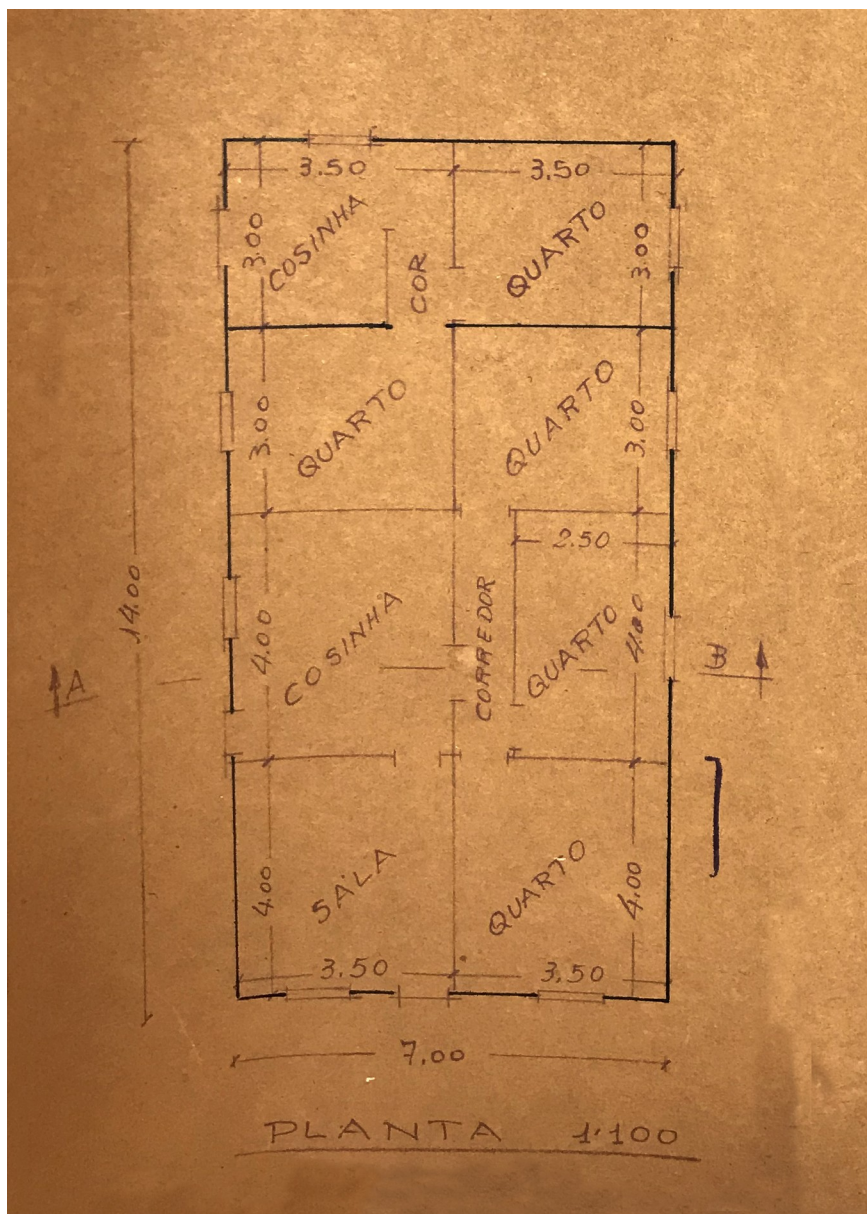 3.50
3.50
3.00
COSINHA
COR
QUARTO
3.00
3.00
QUARTO
QUARTO
3.00
2.50
14.00
4.00
COSINHA
CORREDOR
QUARTO
4.00
A
B
4.00
SALA
QUARTO
4.00
3.50
3.50
7.00
PLANTA 1:100